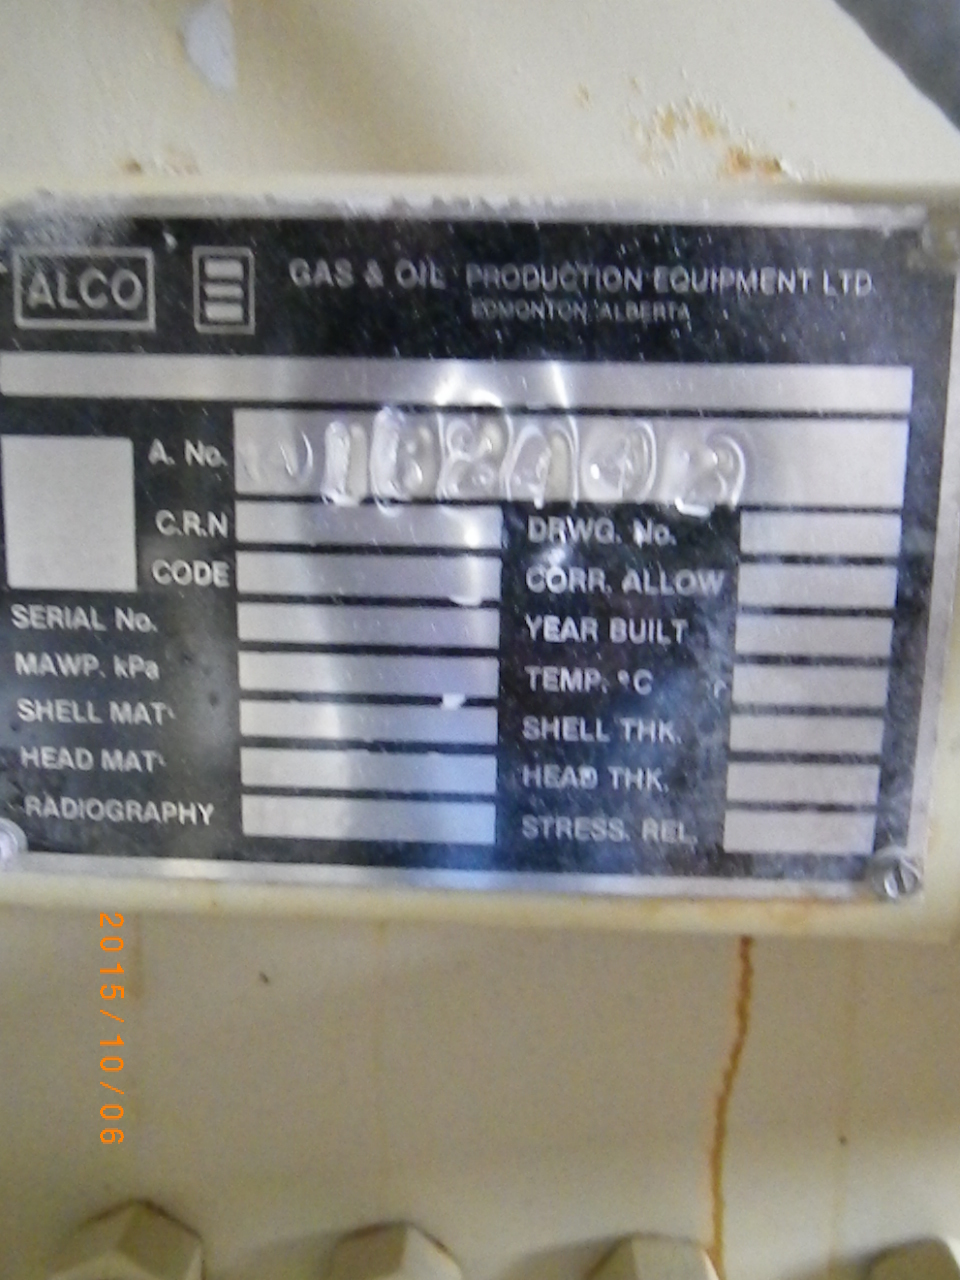 ALCO
GAS & OIL PRODUCTION EQUIPMENT LTD
EDMONTON, ALBERTA
A. No.
C.R.N
DRWG. No.
CODE
CORR. ALLOW
SERIAL No.
YEAR BUILT
MAWP. kPa
TEMP. °C
SHELL MAT.
SHELL THK.
HEAD MAT.
HEAD THK.
RADIOGRAPHY
STRESS. REL.
2015/10/06